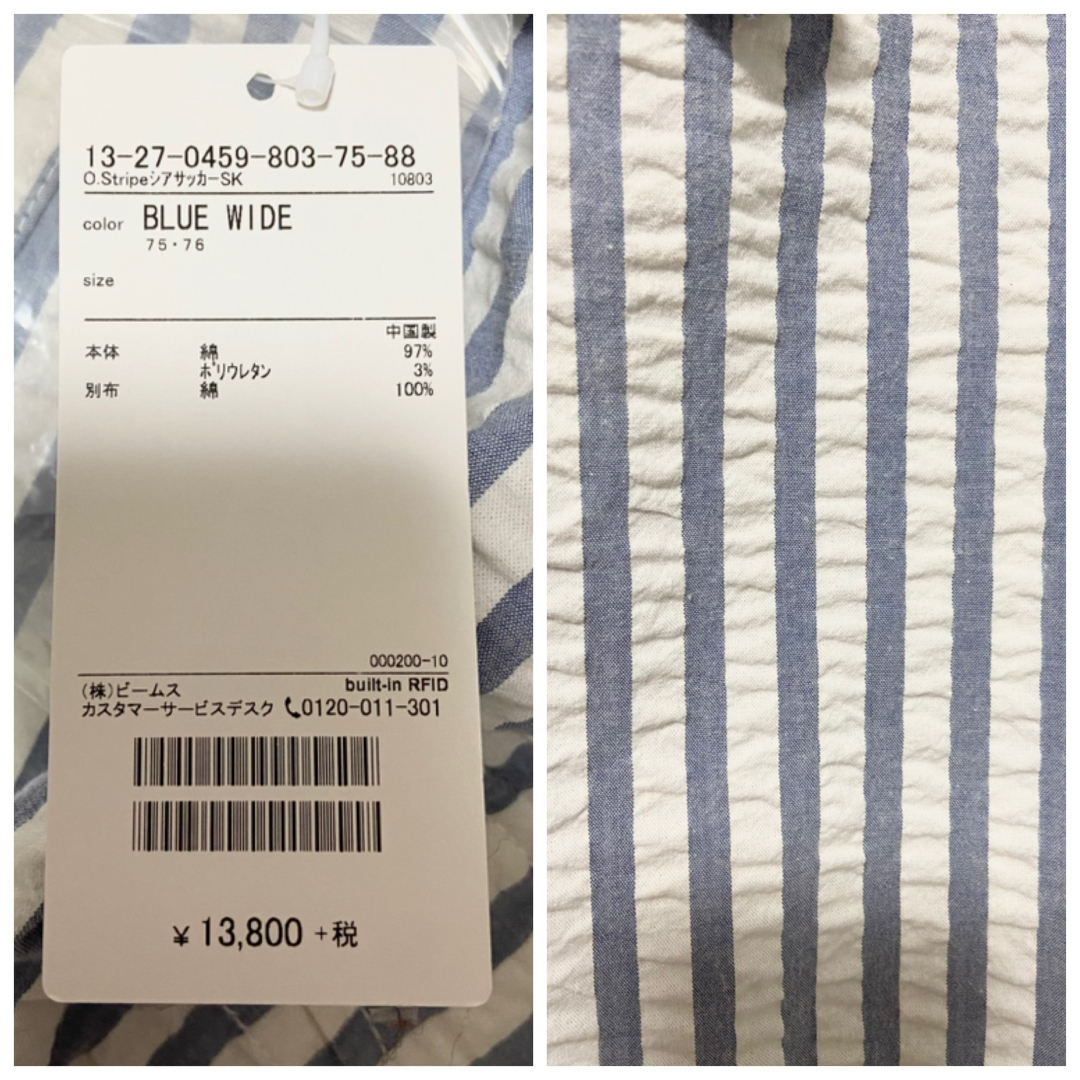 13-27-0459-803-75-88
O.StripeシアサッカーSK 10803
color BLUE WIDE
75・76
size
中国製
本体 綿 97%
ポリウレタン 3%
別布 綿 100%
000200-10
(株)ビームス built-in RFID
カスタマーサービスデスク 0120-011-301
¥ 13,800 +税